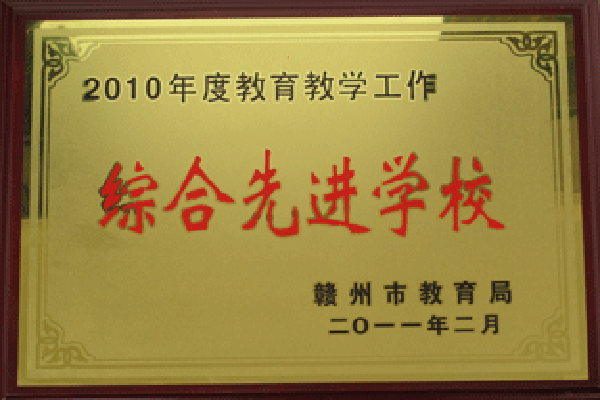 2010年度教育教学工作
综合先进学校
赣州市教育局
二〇一一年二月